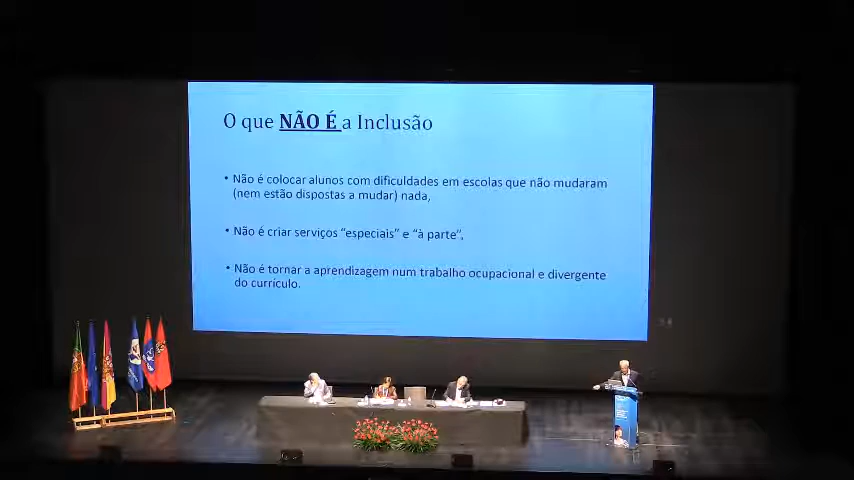 O que NÃO É a Inclusão
• Não é colocar alunos com dificuldades em escolas que não mudaram
(nem estão dispostas a mudar) nada,
• Não é criar serviços “especiais” e “à parte”,
• Não é tornar a aprendizagem num trabalho ocupacional e divergente
do currículo.